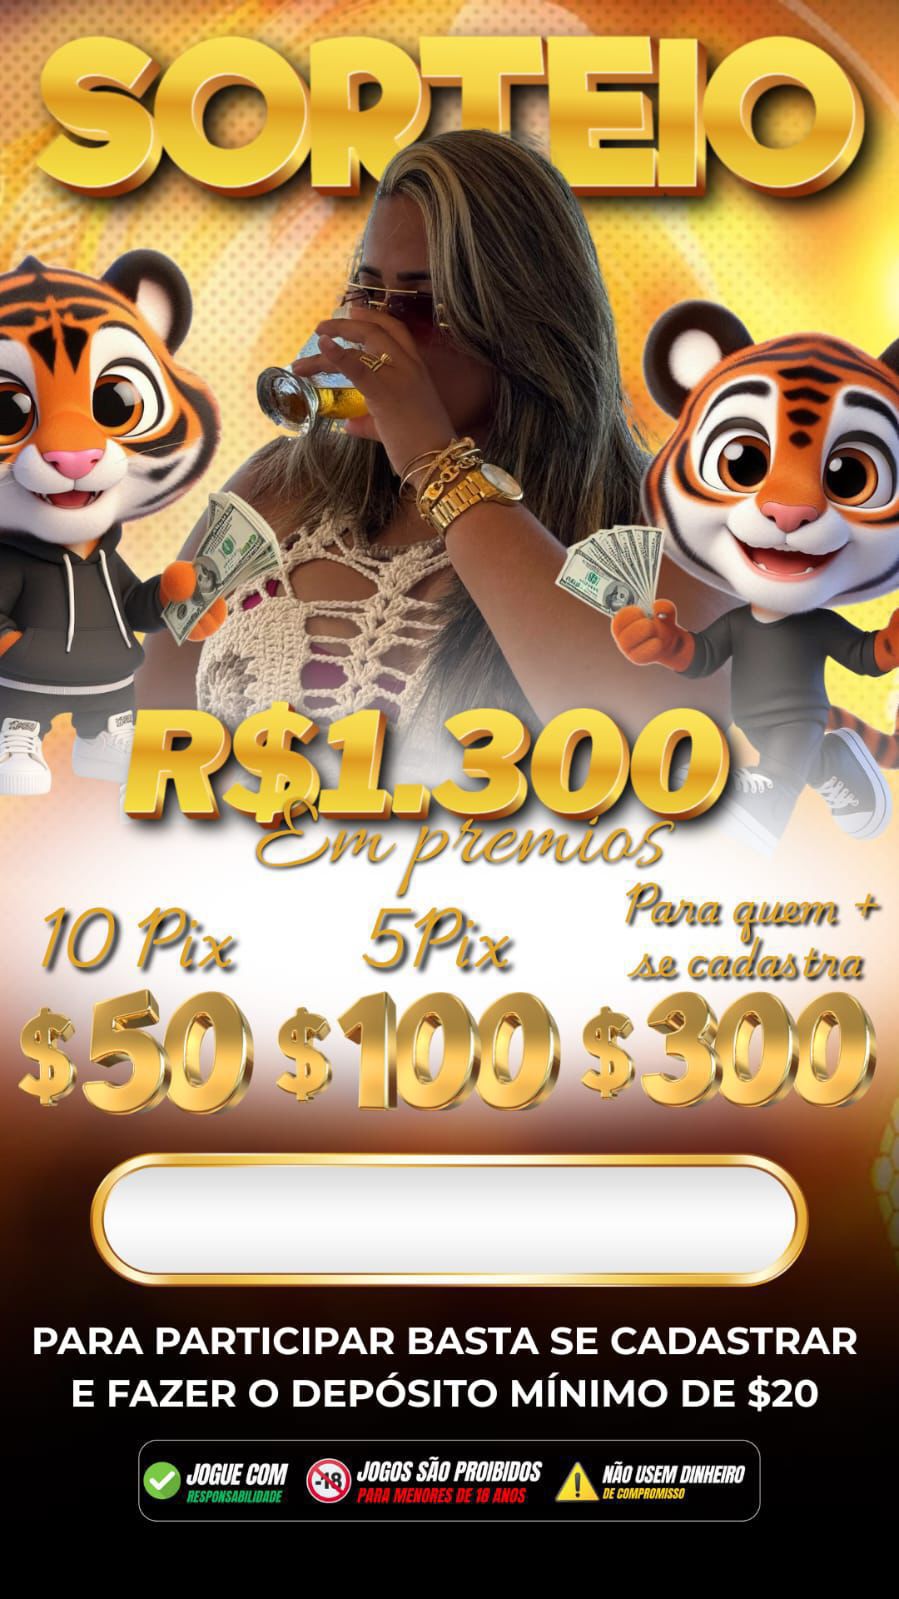 SORTEIO
R$1.300
Em premios
10 Pix
$50
5Pix
$100
Para quem +
se cadastra
$300
PARA PARTICIPAR BASTA SE CADASTRAR
E FAZER O DEPÓSITO MÍNIMO DE $20
JOGUE COM
RESPONSABILIDADE
-18
JOGOS SÃO PROIBIDOS
PARA MENORES DE 18 ANOS
NÃO USEM DINHEIRO
DE COMPROMISSO